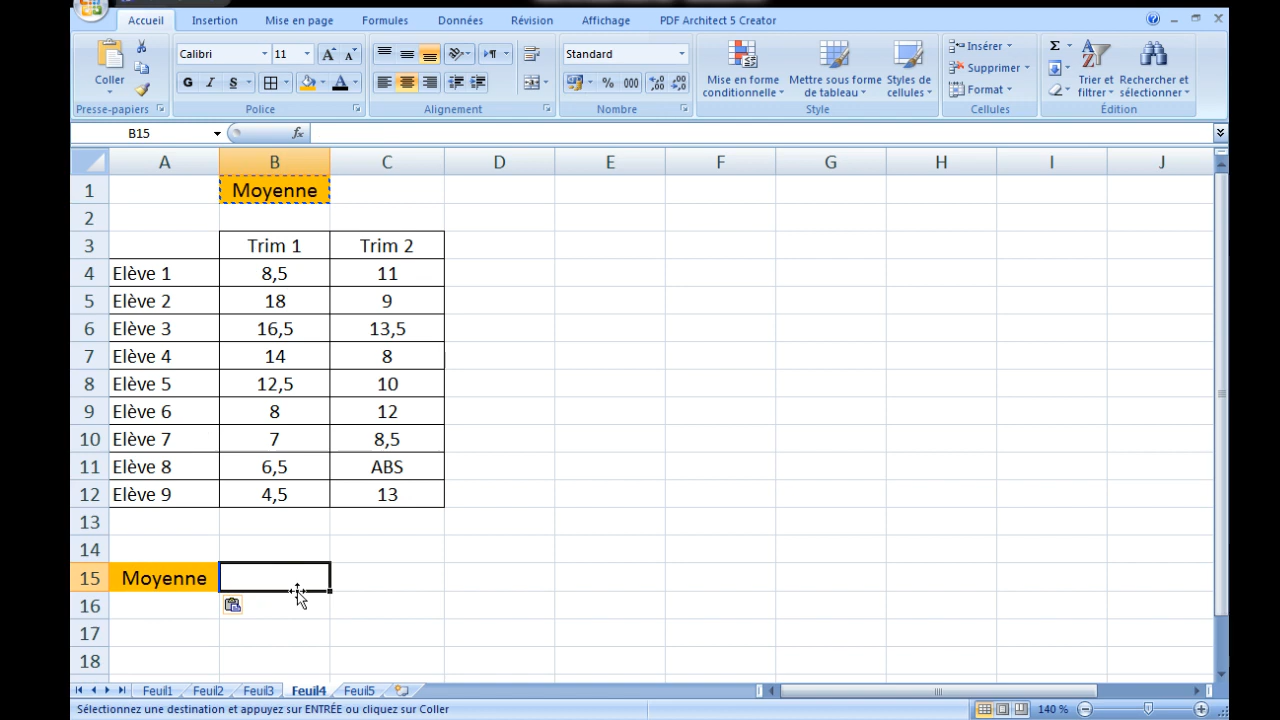 Accueil Insertion Mise en page Formules Données Révision Affichage PDF Architect 5 Creator
Coller
Presse-papiers
Calibri 11
G I S
Police
Alignement
Standard
% 000
Nombre
Mise en forme conditionnelle
Mettre sous forme de tableau
Styles de cellules
Style
Insérer
Supprimer
Format
Cellules
Σ
Trier et filtrer
Rechercher et sélectionner
Édition
B15 fx
A B C D E F G H I J
1 Moyenne
2
3 Trim 1 Trim 2
4 Elève 1 8,5 11
5 Elève 2 18 9
6 Elève 3 16,5 13,5
7 Elève 4 14 8
8 Elève 5 12,5 10
9 Elève 6 8 12
10 Elève 7 7 8,5
11 Elève 8 6,5 ABS
12 Elève 9 4,5 13
13
14
15 Moyenne
16
17
18
Feuil1 Feuil2 Feuil3 Feuil4 Feuil5
Sélectionnez une destination et appuyez sur ENTRÉE ou cliquez sur Coller 140 %